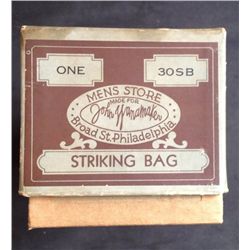 ONE
30SB
MENS STORE
MADE FOR
John Wanamaker
Broad St. Philadelphia
STRIKING BAG